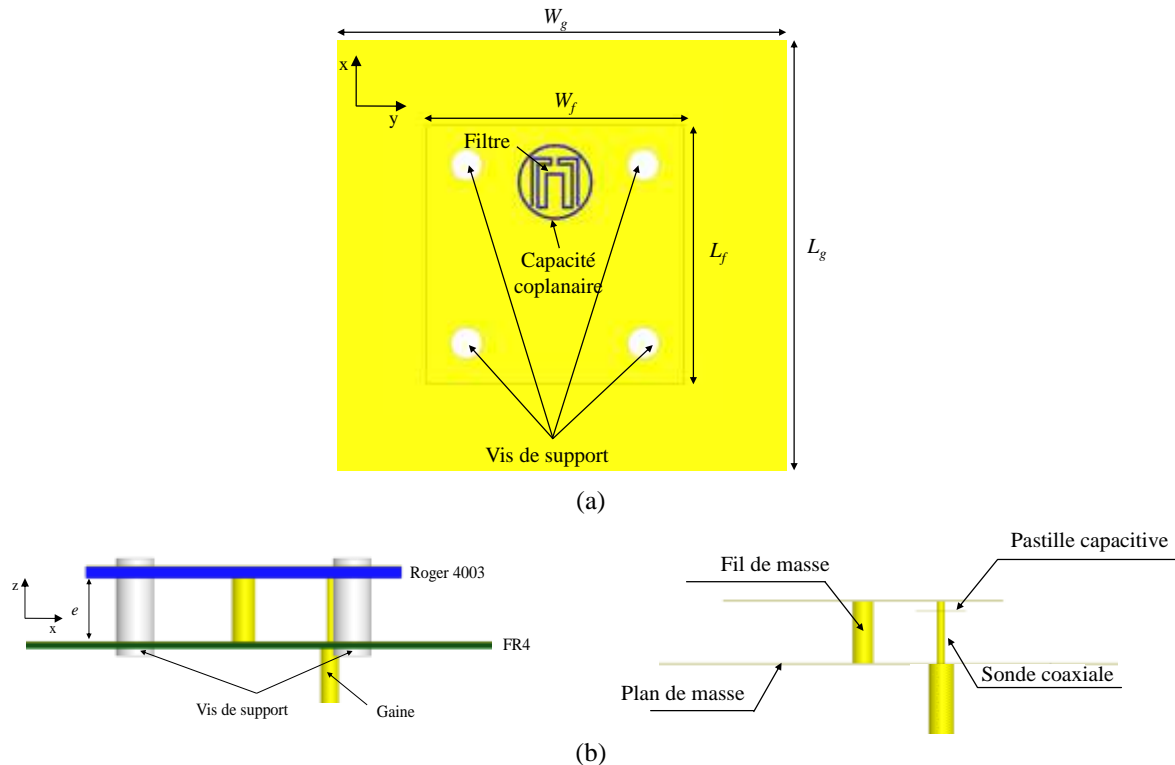 W_g
x
y
W_f
Filtre
Capacité
coplanaire
L_f
L_g
Vis de support
(a)
z
x
e
Roger 4003
FR4
Vis de support
Gaine
Pastille capacitive
Fil de masse
Sonde coaxiale
Plan de masse
(b)